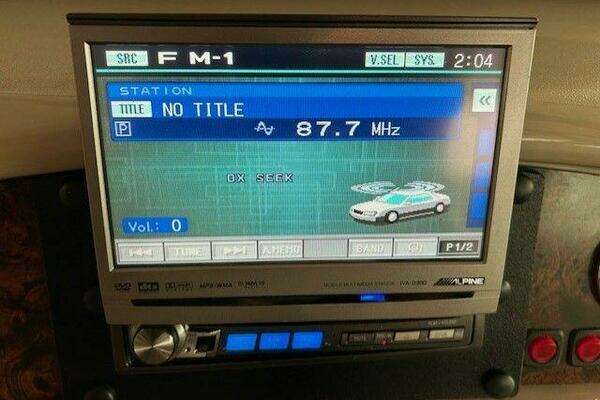 SRC FM-1 V.SEL SYS. 2:04
STATION
TITLE NO TITLE
P 87.7 MHz
DX SEEK
Vol.: 0
TUNE A.MEMO BAND P1/2
ALPINE